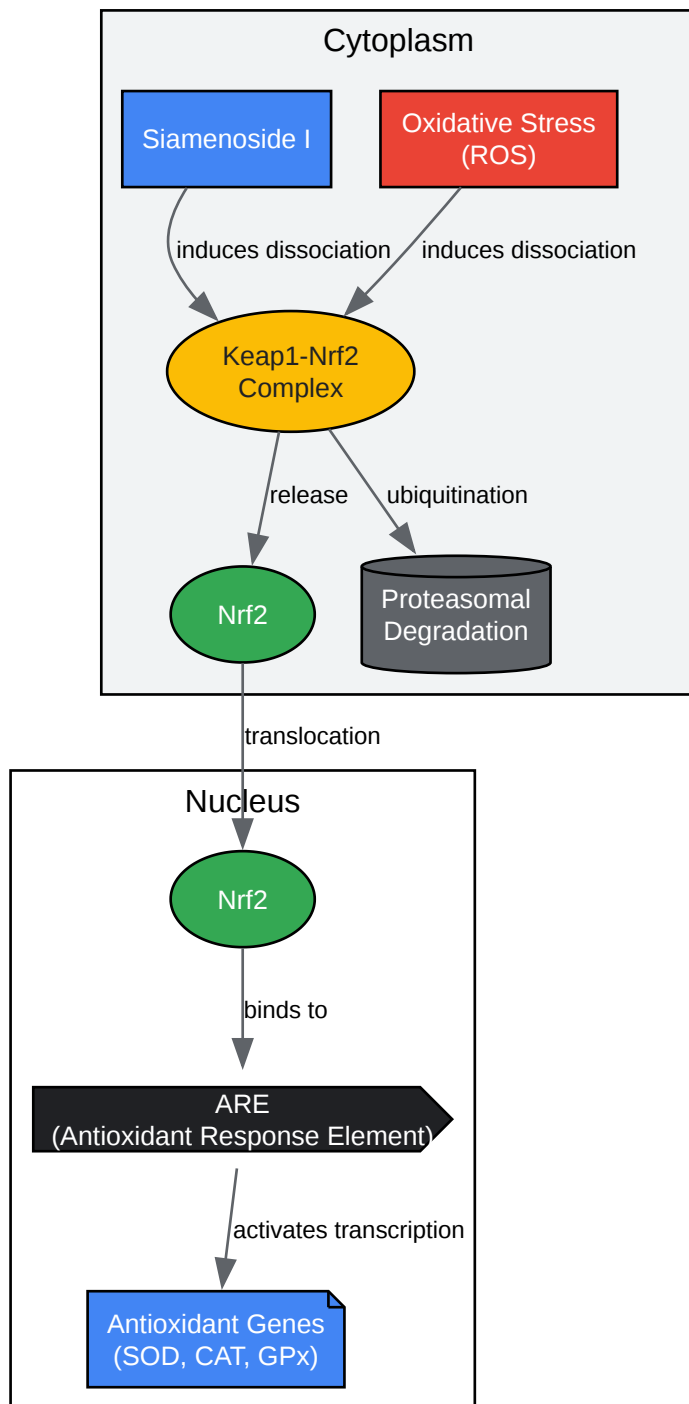 Cytoplasm
Siamenoside I
Oxidative Stress
(ROS)
induces dissociation
induces dissociation
Keap1-Nrf2
Complex
release
ubiquitination
Nrf2
Proteasomal
Degradation
translocation
Nucleus
Nrf2
binds to
ARE
(Antioxidant Response Element)
activates transcription
Antioxidant Genes
(SOD, CAT, GPx)